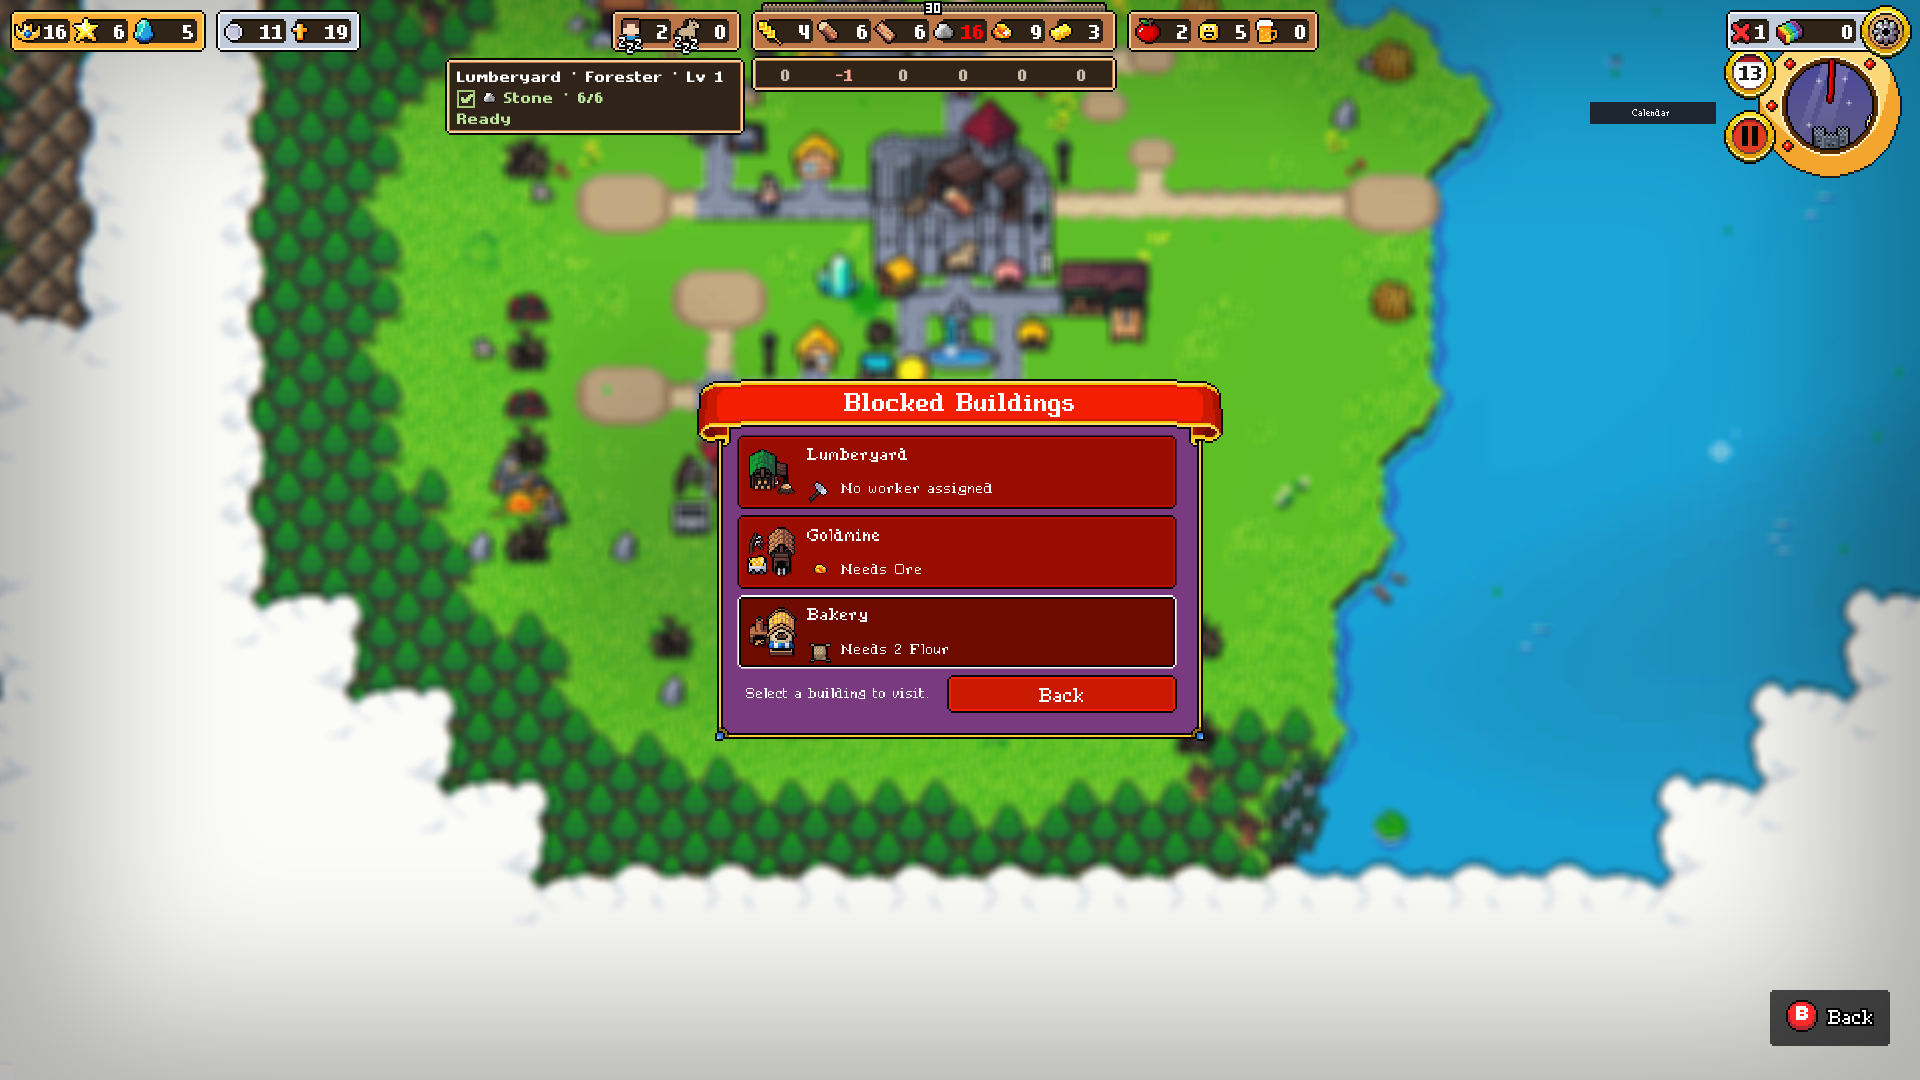 16 6 5
11 19
2 0
30
4 6 6 16 9 3
2 5 0
1 0
Lumberyard · Forester · Lv 1
Stone · 6/6
Ready
0 -1 0 0 0 0
13
Calendar
Blocked Buildings
Lumberyard
No worker assigned
Goldmine
Needs Ore
Bakery
Needs 2 Flour
Select a building to visit.
Back
B Back